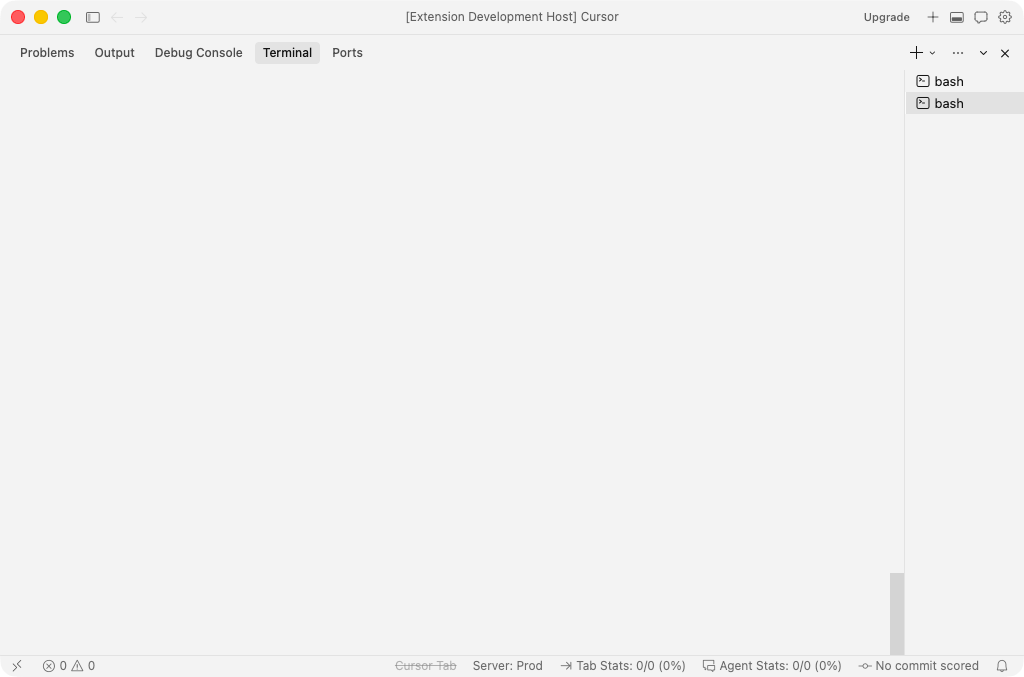 [Extension Development Host] Cursor
Upgrade
Problems Output Debug Console Terminal Ports
bash
bash
0 0 Cursor Tab Server: Prod Tab Stats: 0/0 (0%) Agent Stats: 0/0 (0%) No commit scored